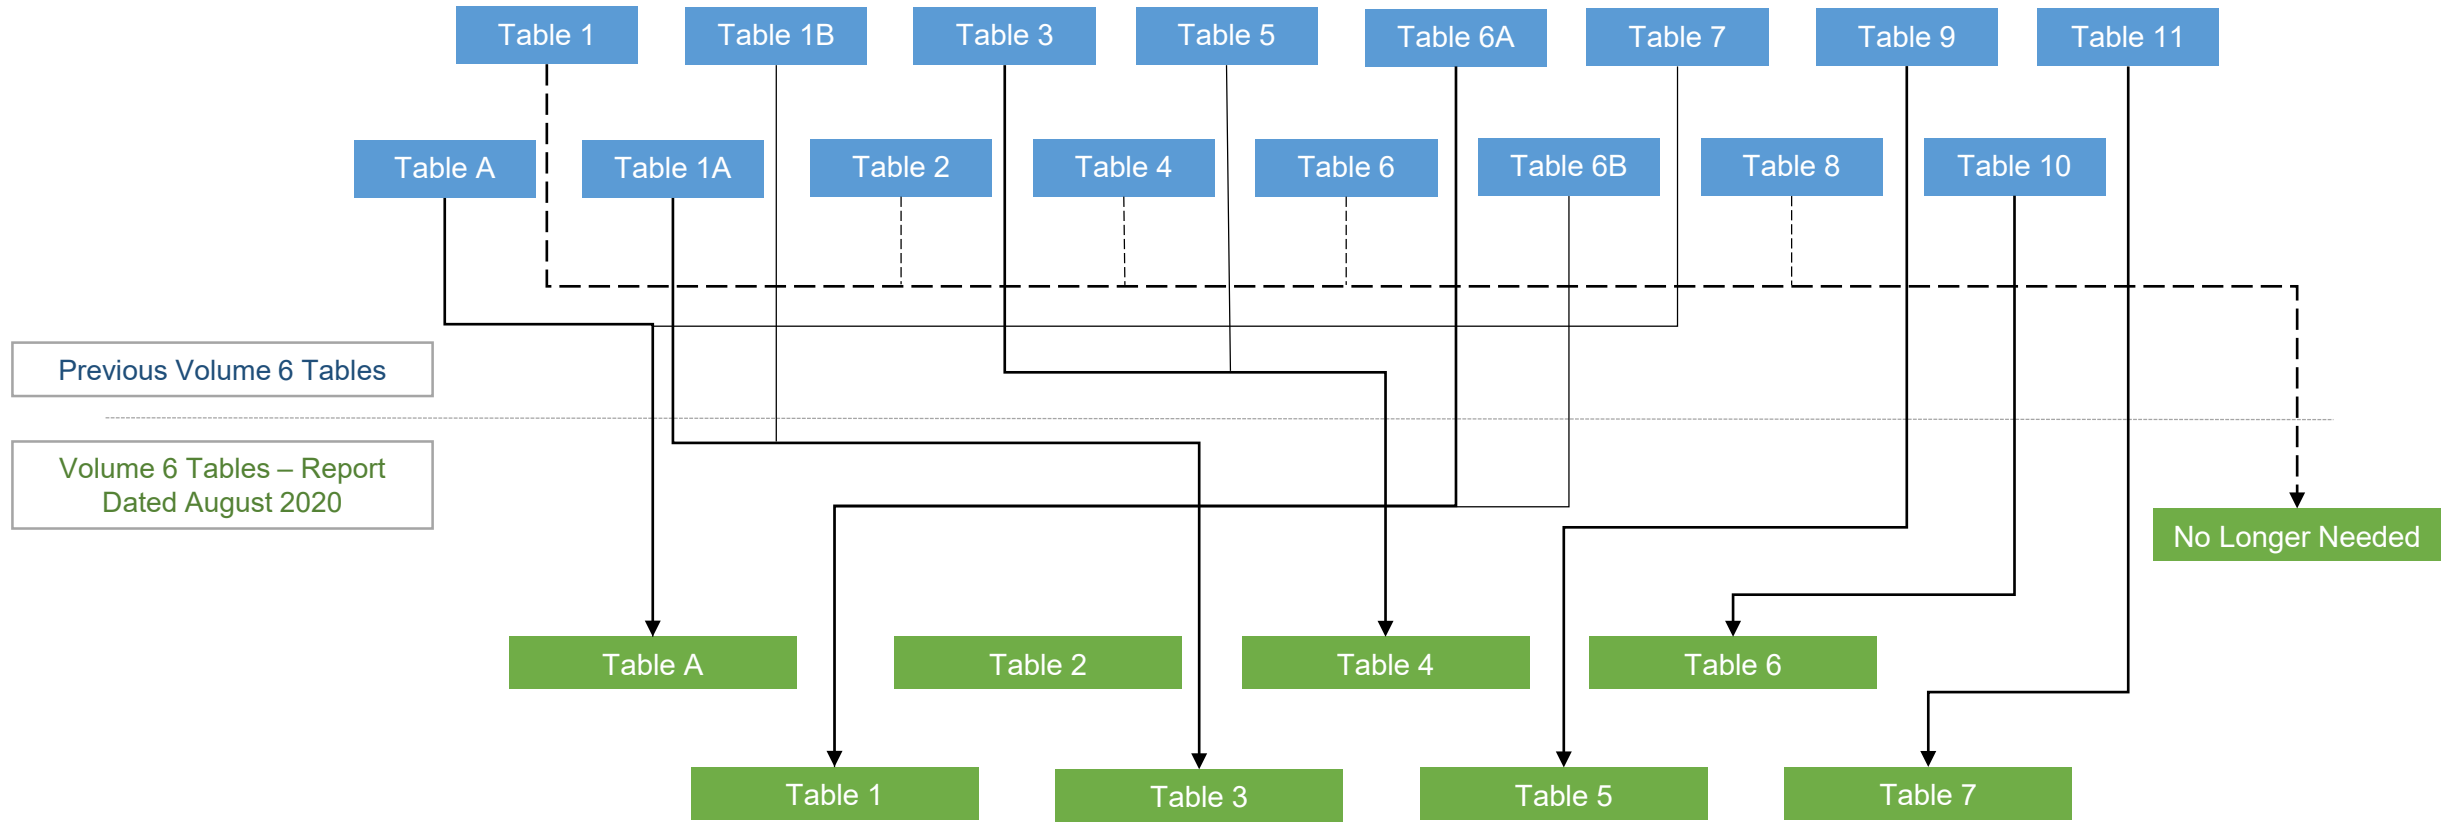 Table 1
Table 1B
Table 3
Table 5
Table 6A
Table 7
Table 9
Table 11
Table A
Table 1A
Table 2
Table 4
Table 6
Table 6B
Table 8
Table 10
Previous Volume 6 Tables
Volume 6 Tables – Report
Dated August 2020
No Longer Needed
Table A
Table 2
Table 4
Table 6
Table 1
Table 3
Table 5
Table 7